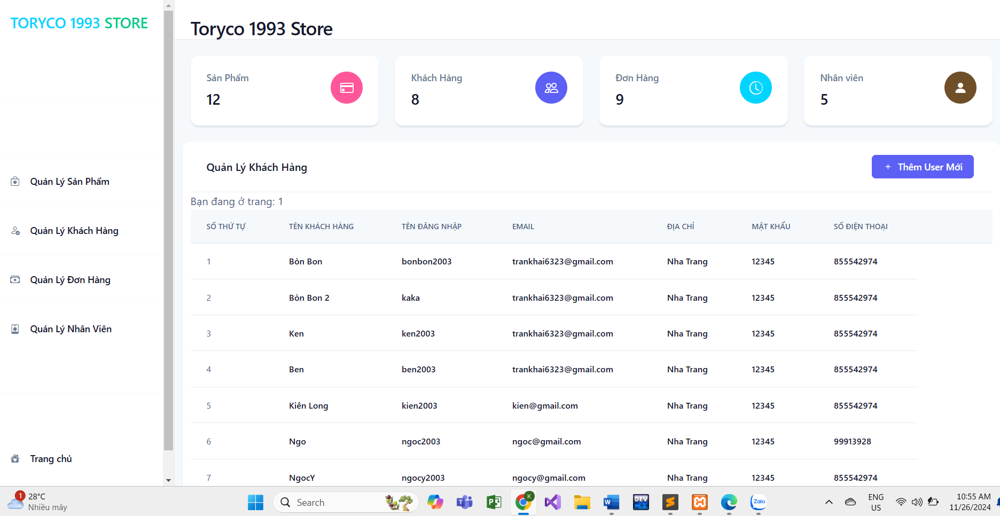 TORYCO 1993 STORE
Quản Lý Sản Phẩm
Quản Lý Khách Hàng
Quản Lý Đơn Hàng
Quản Lý Nhân Viên
Trang chủ
Toryco 1993 Store
Sản Phẩm
12
Khách Hàng
8
Đơn Hàng
9
Nhân viên
5
Quản Lý Khách Hàng
+ Thêm User Mới
Bạn đang ở trang: 1
SỐ THỨ TỰ TÊN KHÁCH HÀNG TÊN ĐĂNG NHẬP EMAIL ĐỊA CHỈ MẬT KHẨU SỐ ĐIỆN THOẠI
1 Bòn Bon bonbon2003 trankhai6323@gmail.com Nha Trang 12345 855542974
2 Bòn Bon 2 kaka trankhai6323@gmail.com Nha Trang 12345 855542974
3 Ken ken2003 trankhai6323@gmail.com Nha Trang 12345 855542974
4 Ben ben2003 trankhai6323@gmail.com Nha Trang 12345 855542974
5 Kiên Long kien2003 kien@gmail.com Nha Trang 12345 855542974
6 Ngo ngoc2003 ngoc@gmail.com Nha Trang 12345 99913928
7 NgocY ngocy2003 ngocy@gmail.com Nha Trang 12345 855542974
1
28°C
Nhiều mây
Search
K
DEV
C++
Zalo
ENG
US
10:55 AM
11/26/2024